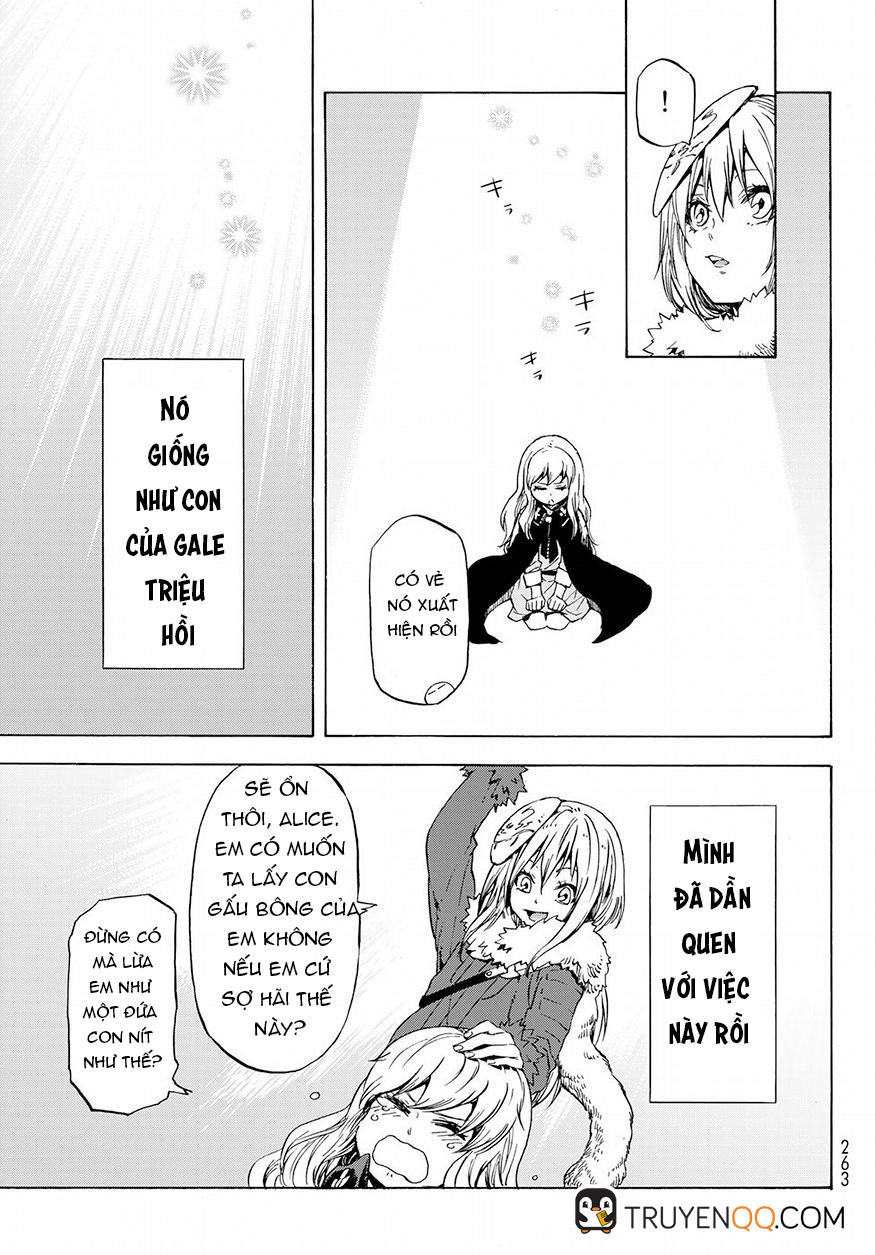 !
キラ
キラ
キラ
CÓ VẺ
NÓ XUẤT
HIỆN RỒI
NÓ
GIỐNG
NHƯ CON
CỦA GALE
TRIỆU
HỒI
MÌNH
ĐÃ DẦN
QUEN
VỚI VIỆC
NÀY RỒI
SẼ ỔN
THÔI, ALICE.
EM CÓ MUỐN
TA LẤY CON
GẤU BÔNG CỦA
EM KHÔNG
NẾU EM CỨ
SỢ HÃI THẾ
NÀY?
ĐỪNG CÓ
MÀ LỪA
EM NHƯ
MỘT ĐỨA
CON NÍT
NHƯ THẾ?
263
TRUYENQQ.COM